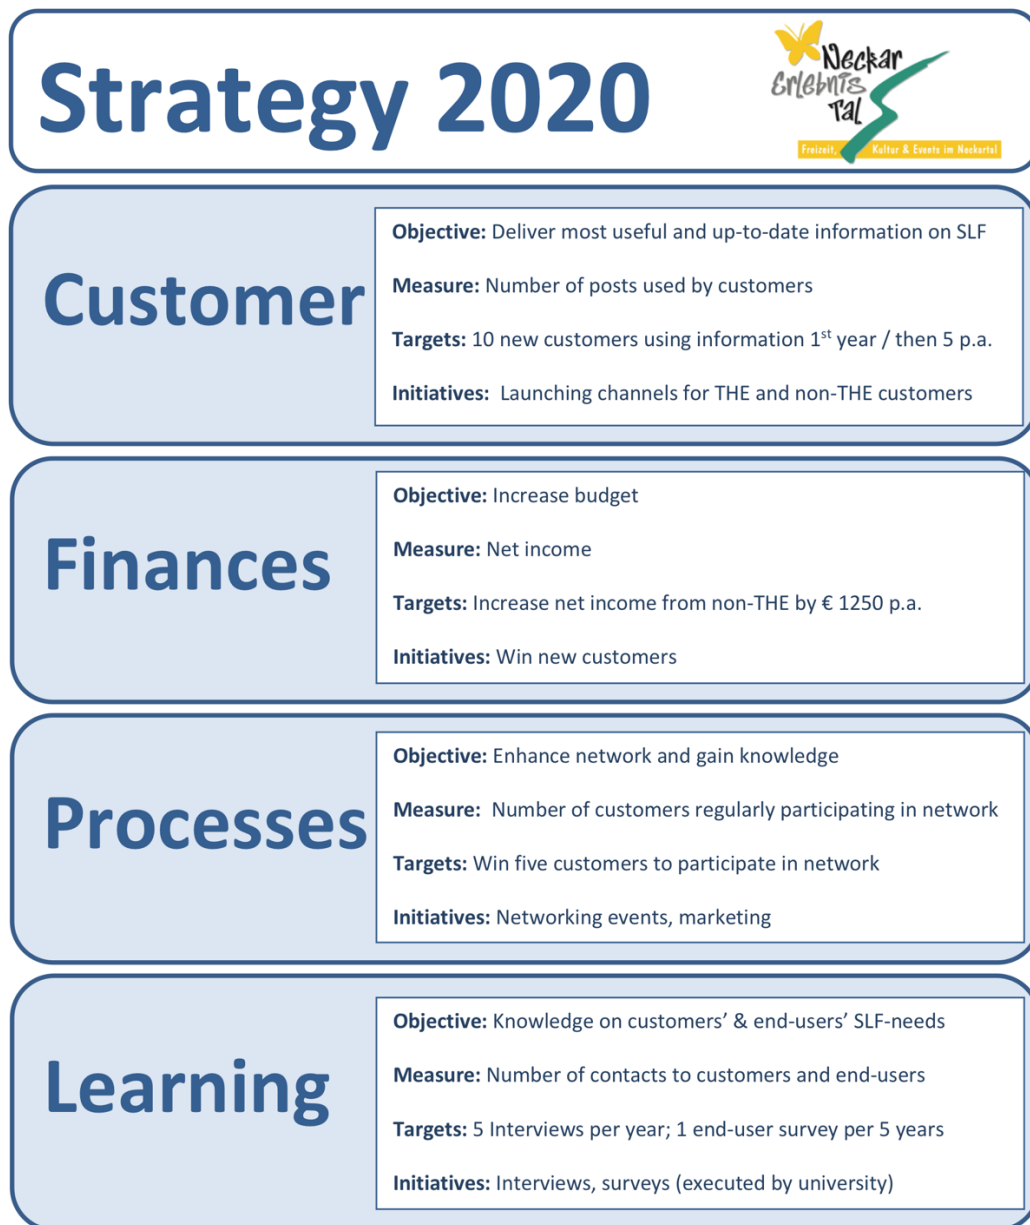 Strategy 2020
Neckar
Erlebnis
Tal
Freizeit, Kultur & Events im Neckartal
Customer
Objective: Deliver most useful and up-to-date information on SLF
Measure: Number of posts used by customers
Targets: 10 new customers using information 1st year / then 5 p.a.
Initiatives: Launching channels for THE and non-THE customers
Finances
Objective: Increase budget
Measure: Net income
Targets: Increase net income from non-THE by € 1250 p.a.
Initiatives: Win new customers
Processes
Objective: Enhance network and gain knowledge
Measure: Number of customers regularly participating in network
Targets: Win five customers to participate in network
Initiatives: Networking events, marketing
Learning
Objective: Knowledge on customers’ & end-users’ SLF-needs
Measure: Number of contacts to customers and end-users
Targets: 5 Interviews per year; 1 end-user survey per 5 years
Initiatives: Interviews, surveys (executed by university)